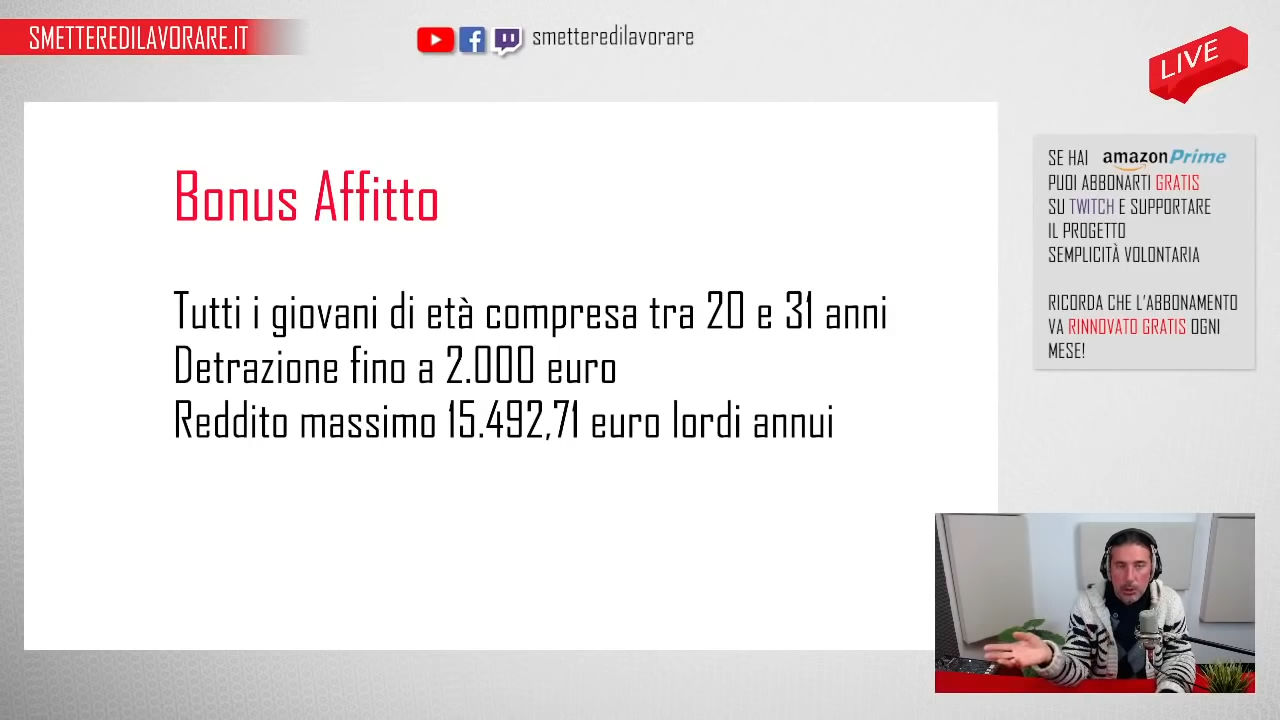 SMETTEREDILAVORARE.IT
smetteredilavorare
LIVE
SE HAI amazonPrime
PUOI ABBONARTI GRATIS
SU TWITCH E SUPPORTARE
IL PROGETTO
SEMPLICITÀ VOLONTARIA
RICORDA CHE L'ABBONAMENTO
VA RINNOVATO GRATIS OGNI
MESE!
Bonus Affitto
Tutti i giovani di età compresa tra 20 e 31 anni
Detrazione fino a 2.000 euro
Reddito massimo 15.492,71 euro lordi annui